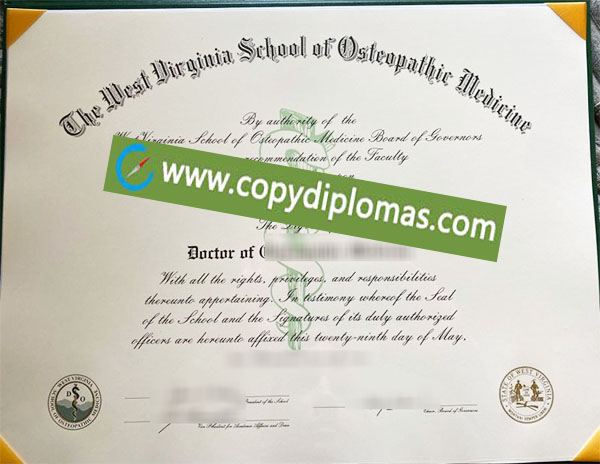 The West Virginia School of Osteopathic Medicine
By authority of the
West Virginia School of Osteopathic Medicine Board of Governors
recommendation of the Faculty
www.copydiplomas.com
The
Doctor of
With all the rights, privileges, and responsibilities
thereunto appertaining. In testimony whereof the Seal
of the School and the Signatures of its duly authorized
officers are hereunto affixed this twenty-ninth day of May,
President of the School
Chair, Board of Governors
Vice President for Academic Affairs and Dean
WEST VIRGINIA SCHOOL OSTEOPATHIC
D O
STATE OF WEST VIRGINIA
MONTANI SEMPER LIBERI